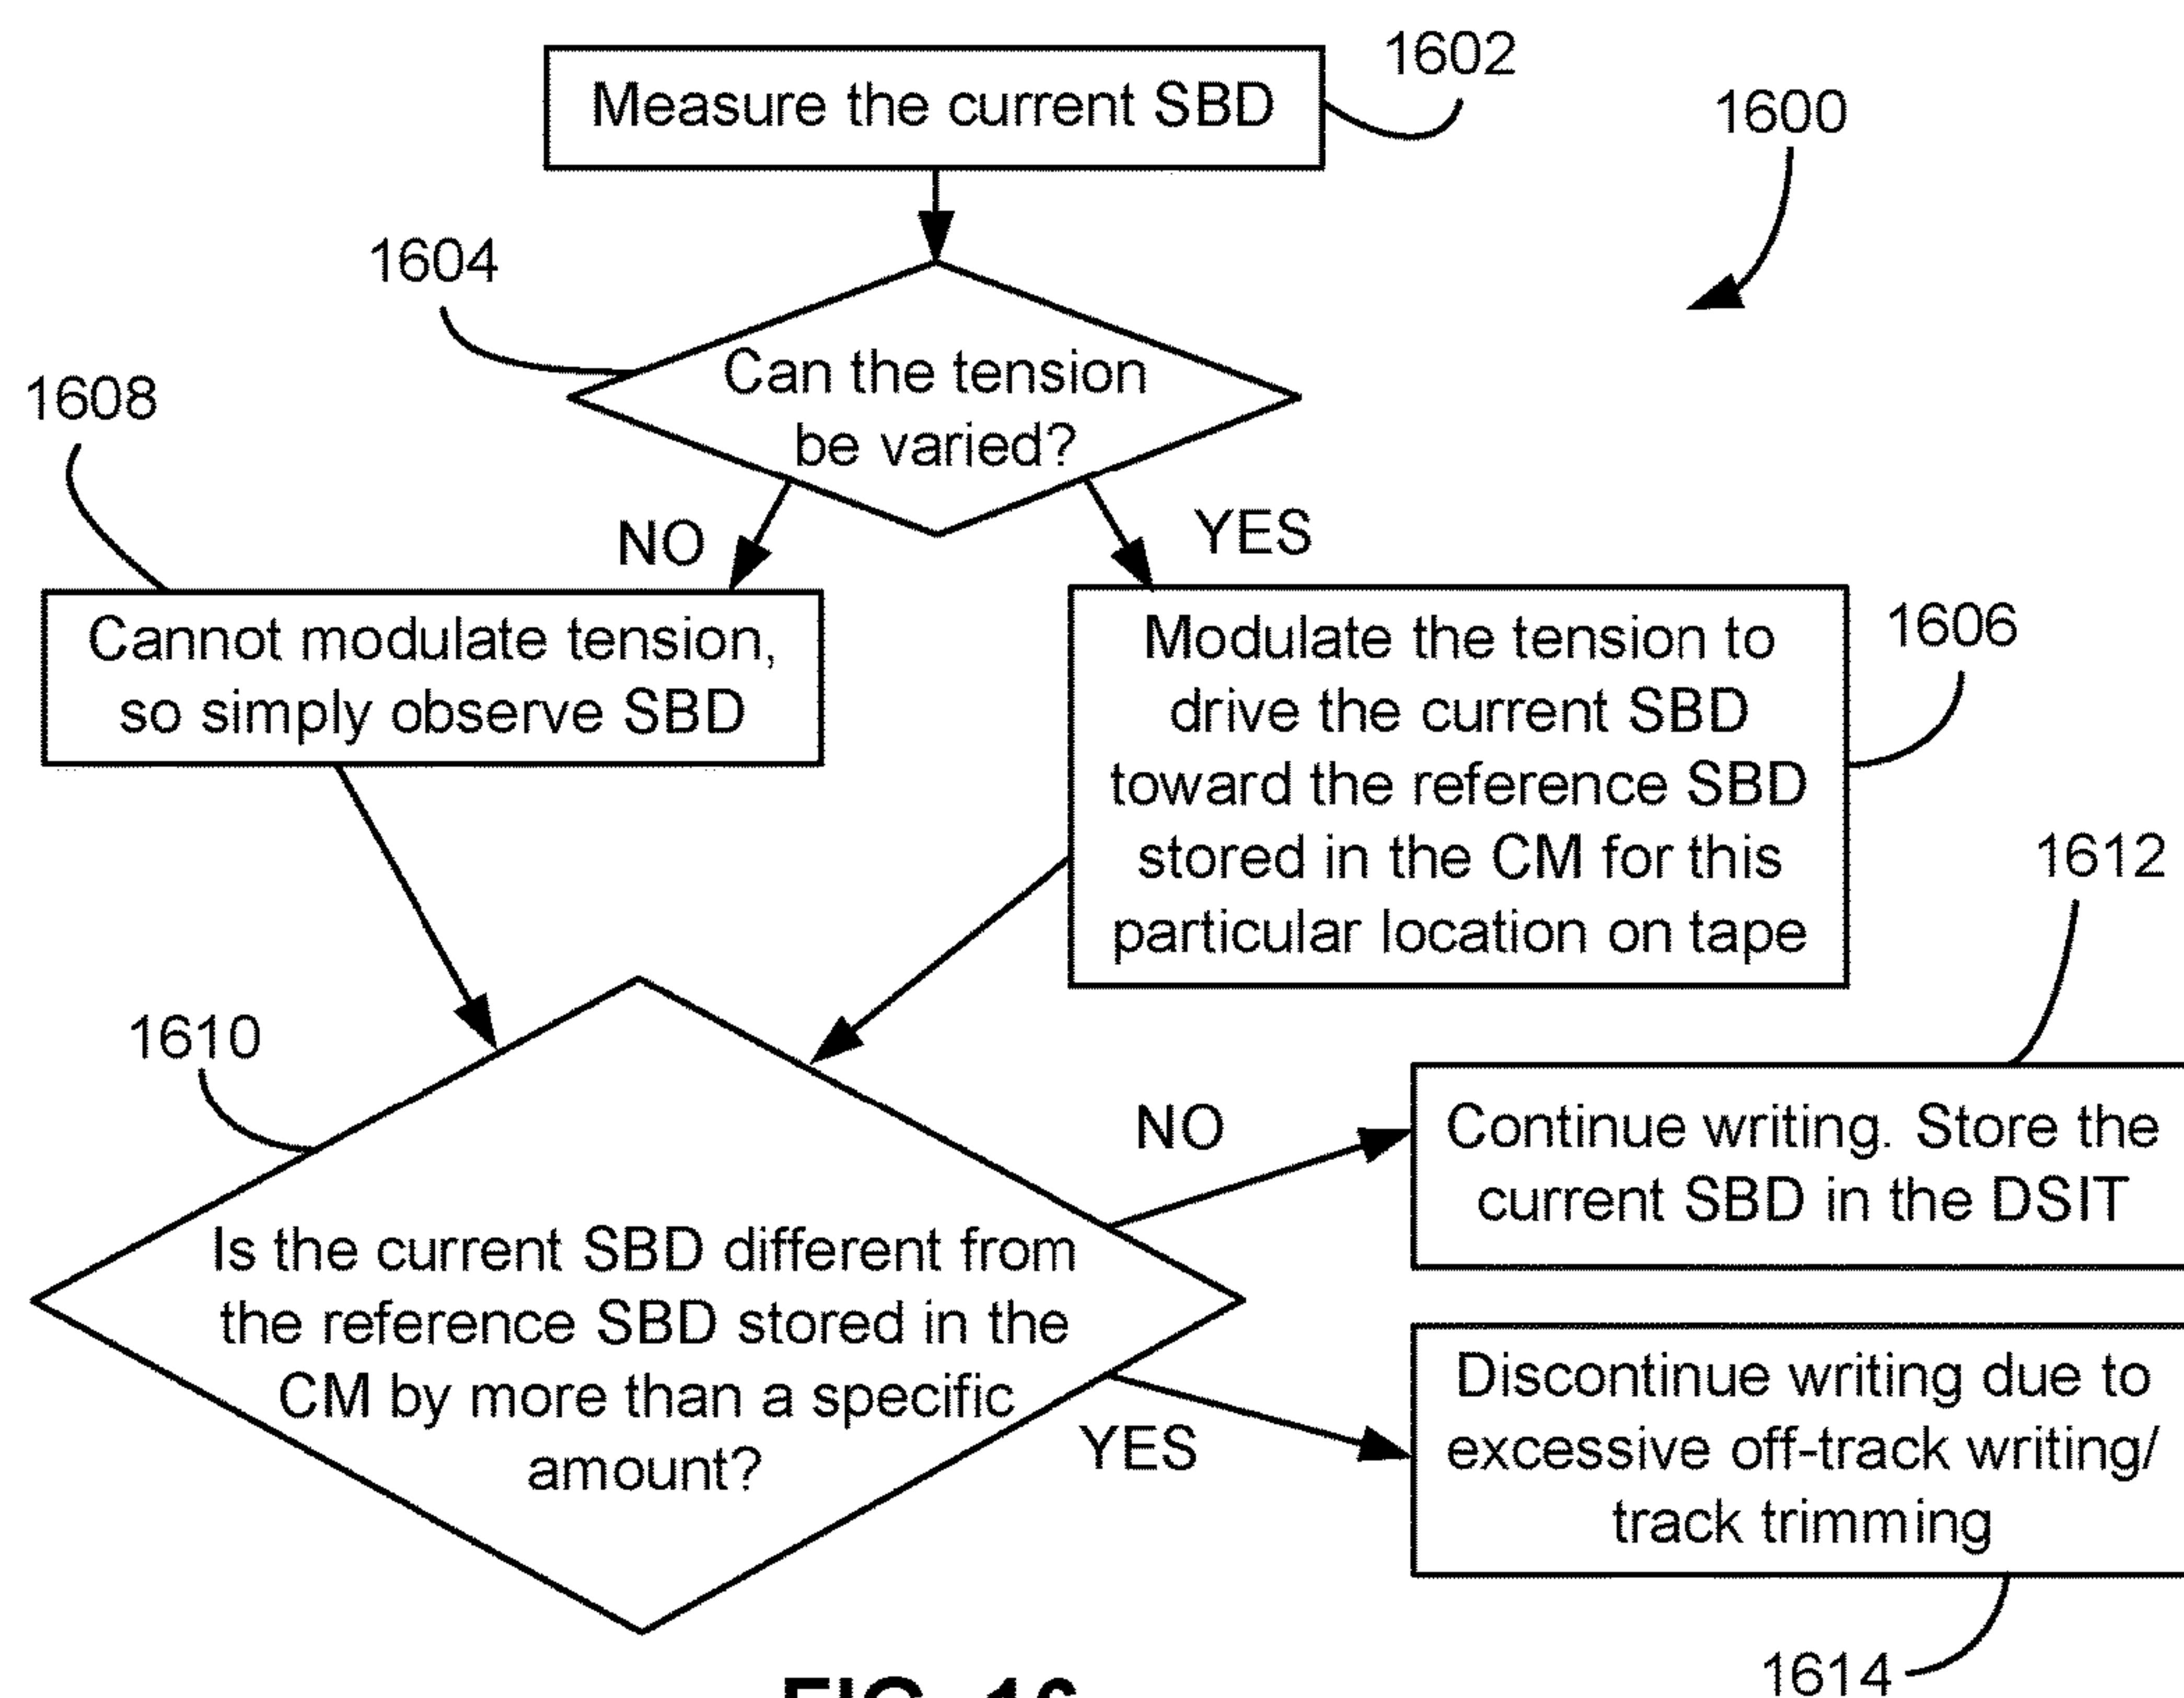 1602
Measure the current SBD
1600
1604
Can the tension
be varied?
1608
NO
YES
Cannot modulate tension,
so simply observe SBD
1606
Modulate the tension to
drive the current SBD
toward the reference SBD
stored in the CM for this
particular location on tape
1612
1610
NO
Continue writing. Store the
current SBD in the DSIT
Is the current SBD different from
the reference SBD stored in the
CM by more than a specific
amount?
YES
Discontinue writing due to
excessive off-track writing/
track trimming
1614
FIG. 16